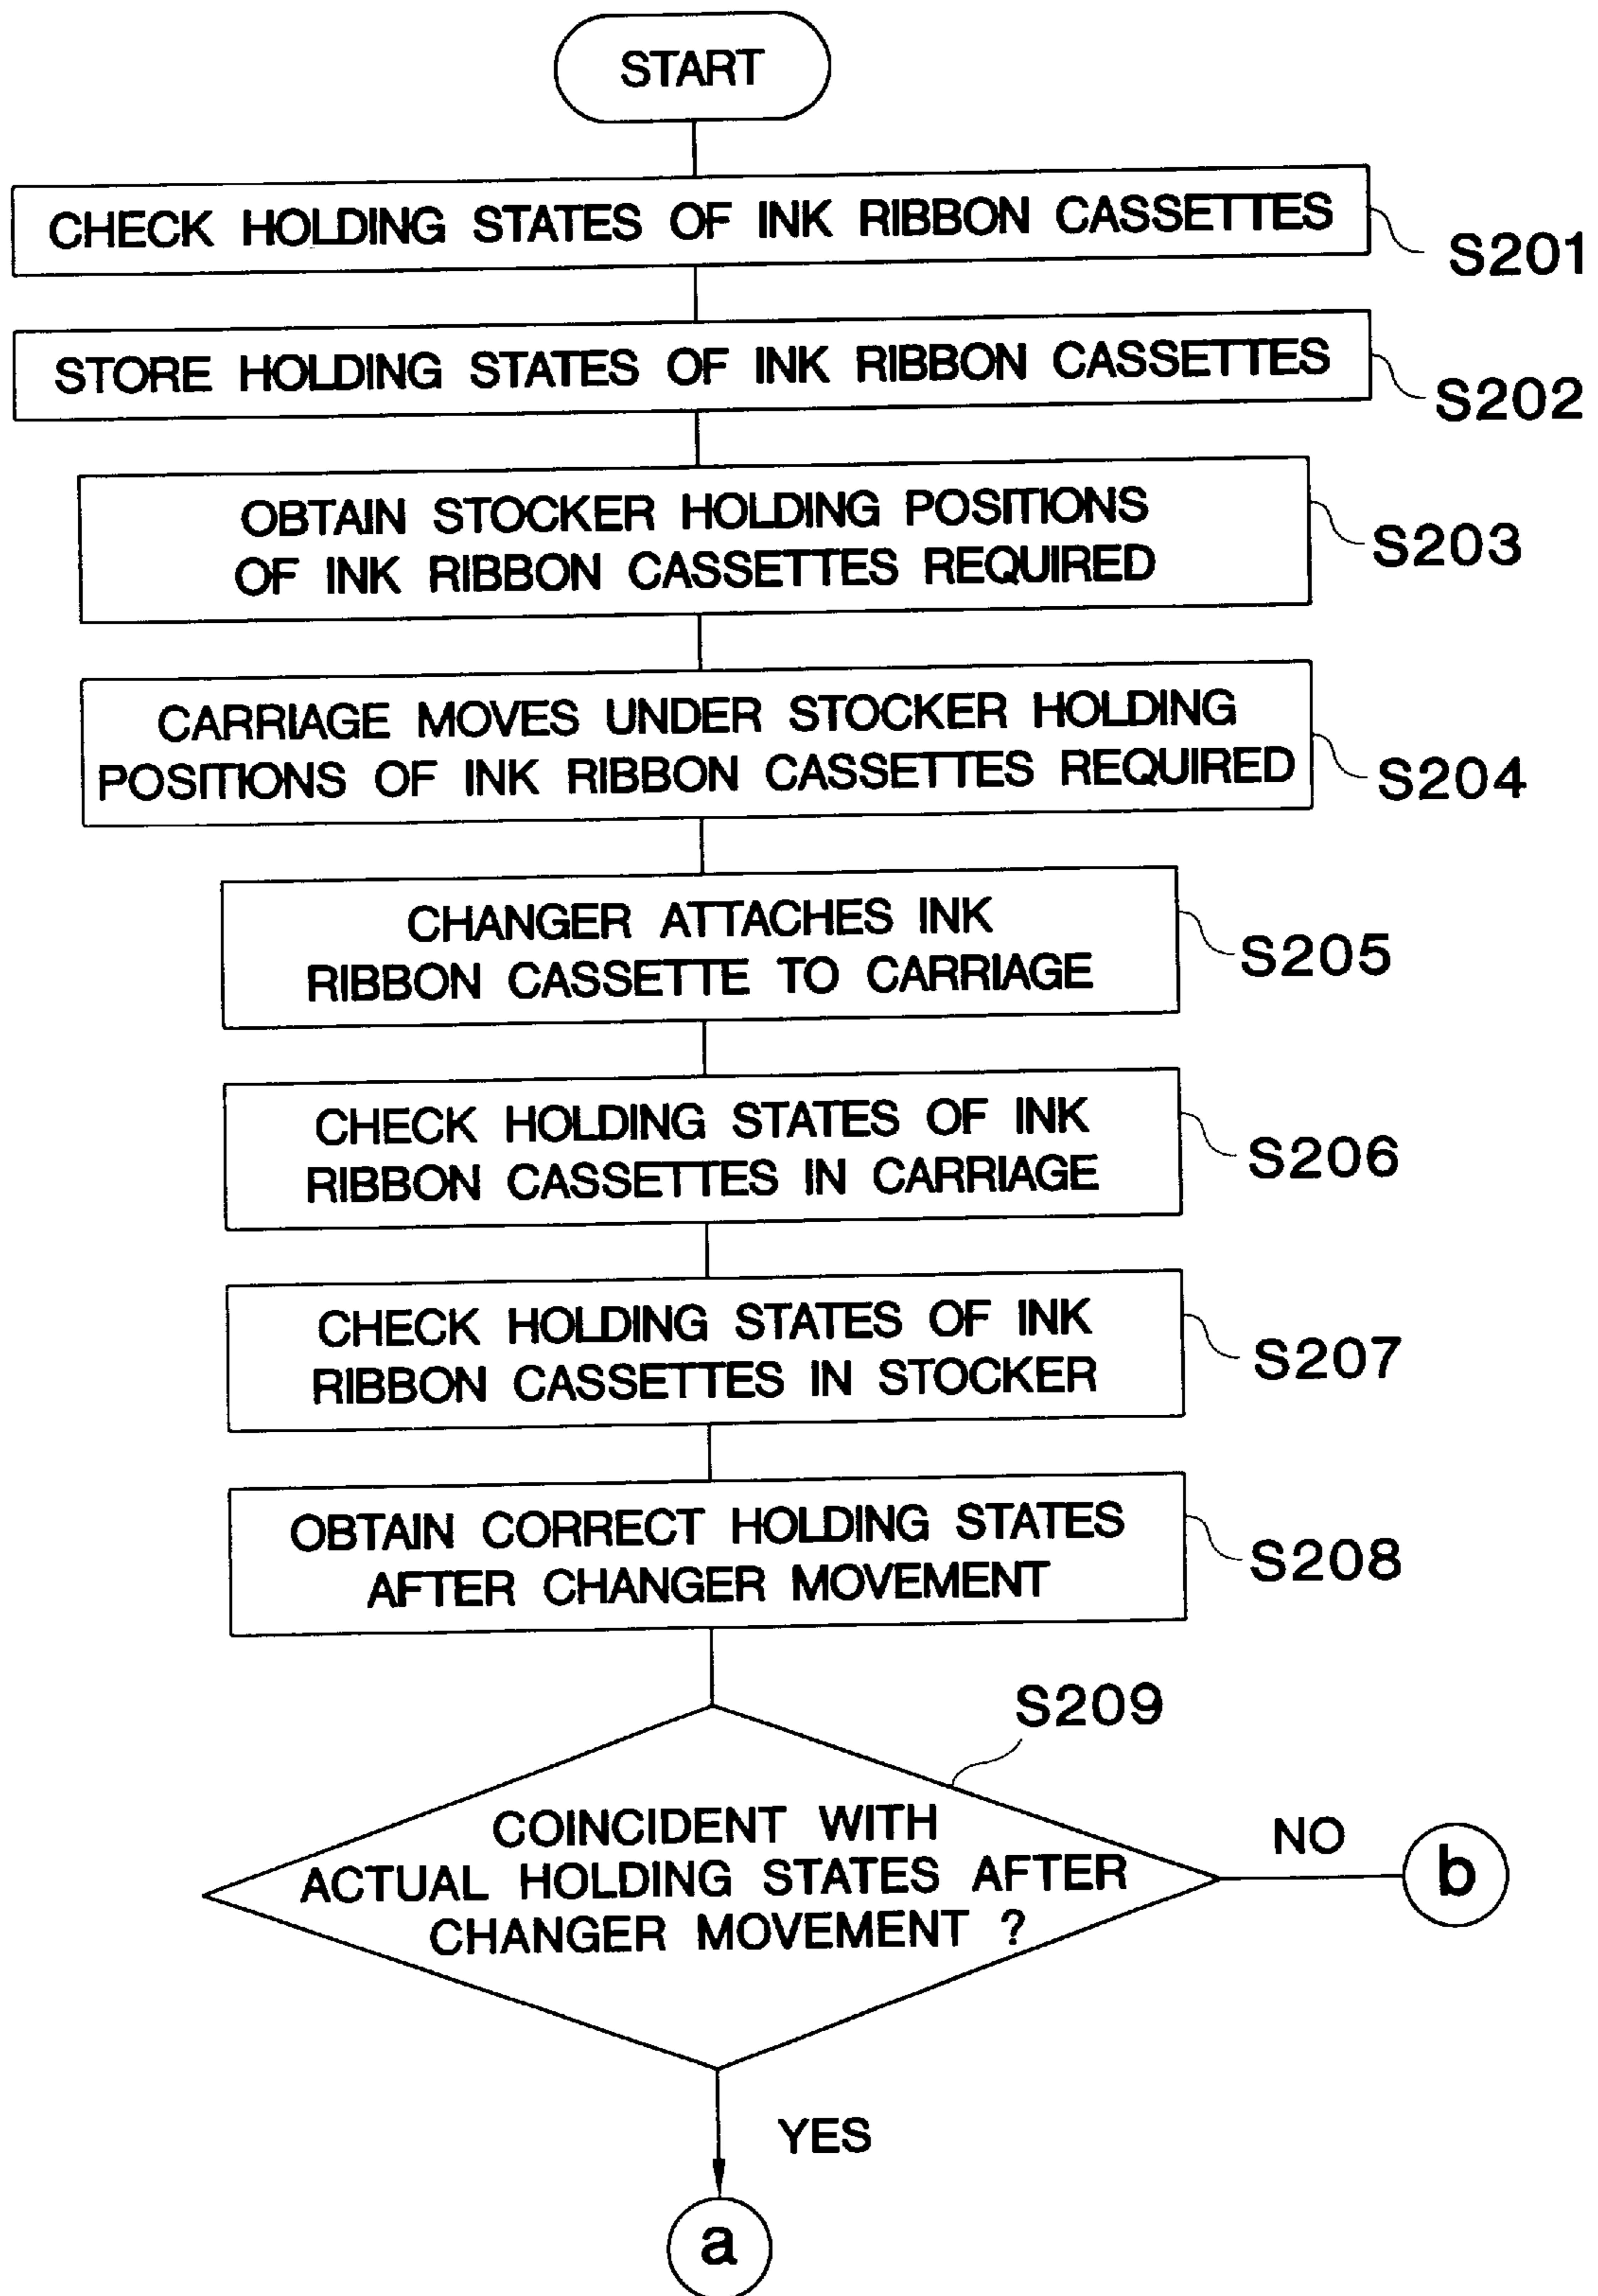 START
CHECK HOLDING STATES OF INK RIBBON CASSETTES
S201
STORE HOLDING STATES OF INK RIBBON CASSETTES
S202
OBTAIN STOCKER HOLDING POSITIONS
OF INK RIBBON CASSETTES REQUIRED
S203
CARRIAGE MOVES UNDER STOCKER HOLDING
POSITIONS OF INK RIBBON CASSETTES REQUIRED
S204
CHANGER ATTACHES INK
RIBBON CASSETTE TO CARRIAGE
S205
CHECK HOLDING STATES OF INK
RIBBON CASSETTES IN CARRIAGE
S206
CHECK HOLDING STATES OF INK
RIBBON CASSETTES IN STOCKER
S207
OBTAIN CORRECT HOLDING STATES
AFTER CHANGER MOVEMENT
S208
S209
COINCIDENT WITH
ACTUAL HOLDING STATES AFTER
CHANGER MOVEMENT ?
NO
b
YES
a